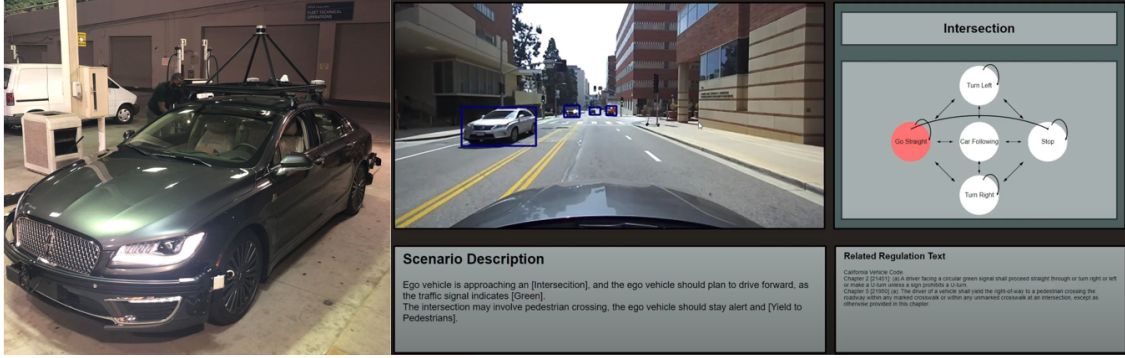 FLEET TECHNICAL
OPERATIONS
Intersection
Turn Left
Go Straight
Car Following
Stop
Turn Right
Scenario Description
Ego vehicle is approaching an [Intersecition], and the ego vehicle should plan to drive forward, as
the traffic signal indicates [Green].
The intersection may involve pedestrian crossing, the ego vehicle should stay alert and [Yield to
Pedestrians].
Related Regulation Text
California Vehicle Code.
Chapter 2 [21451]: (a) A driver facing a circular green signal shall proceed straight through or turn right or left
or make a U-turn unless a sign prohibits a U-turn.
Chapter 5 [21950] (a): The driver of a vehicle shall yield the right-of-way to a pedestrian crossing the
roadway within any marked crosswalk or within any unmarked crosswalk at an intersection, except as
otherwise provided in this chapter.